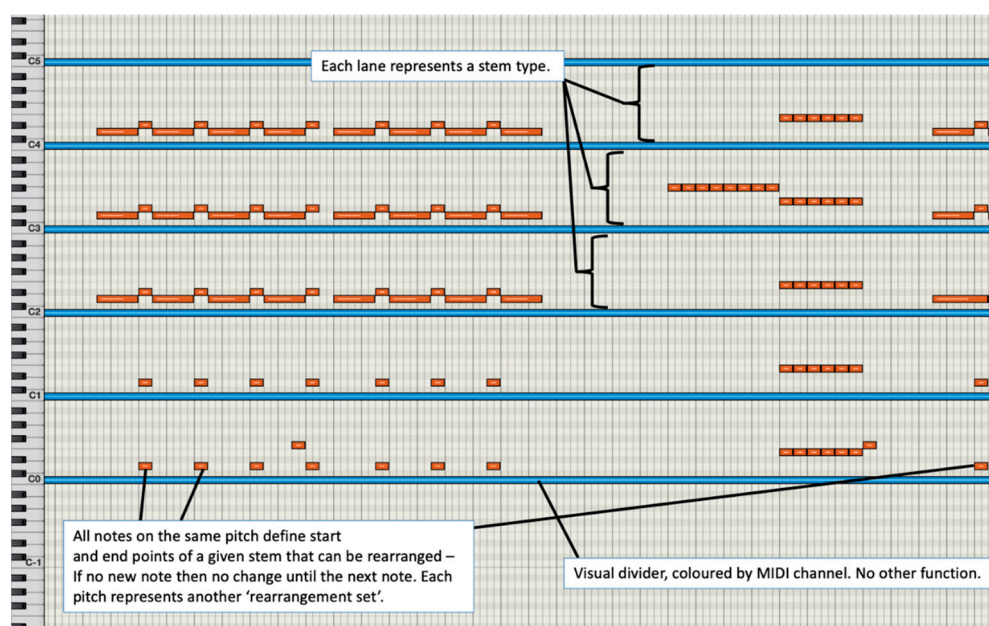 C5
Each lane represents a stem type.
C4
C3
C2
C1
C0
All notes on the same pitch define start
and end points of a given stem that can be rearranged –
If no new note then no change until the next note. Each
pitch represents another ‘rearrangement set’.
C-1
Visual divider, coloured by MIDI channel. No other function.